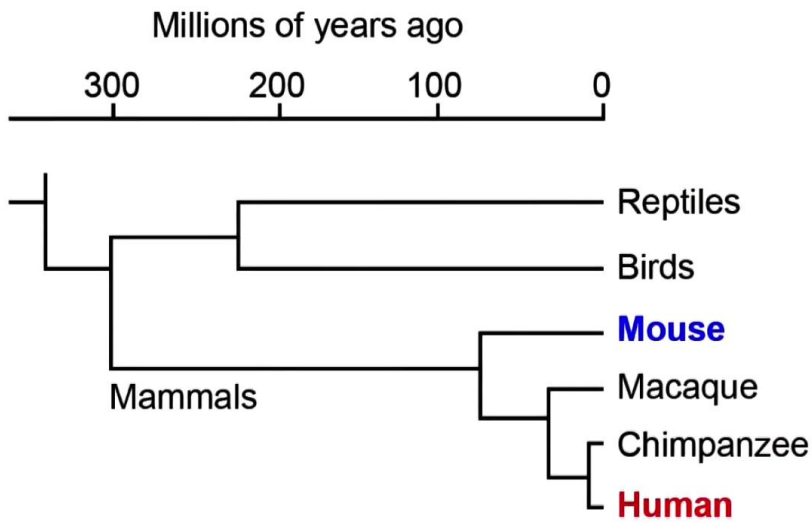 Millions of years ago
300 200 100 0
Reptiles
Birds
Mouse
Mammals
Macaque
Chimpanzee
Human